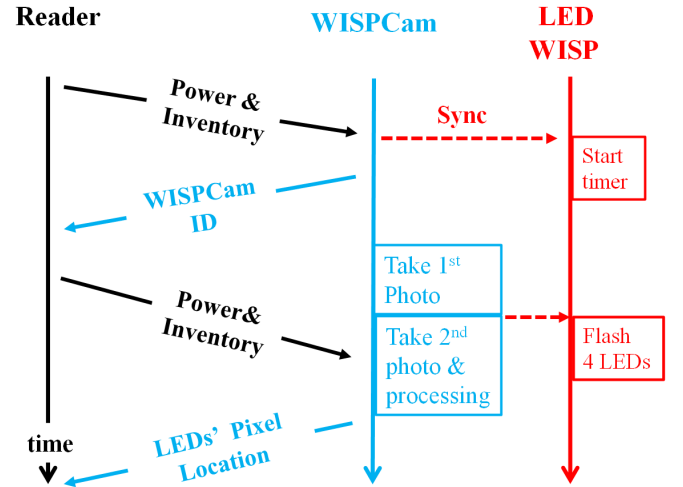 Reader
WISPCam
LED
WISP
Power &
Inventory
Sync
Start
timer
WISPCam
ID
Take 1st
Photo
Power&
Inventory
Take 2nd
photo &
processing
Flash
4 LEDs
time
LEDs' Pixel
Location